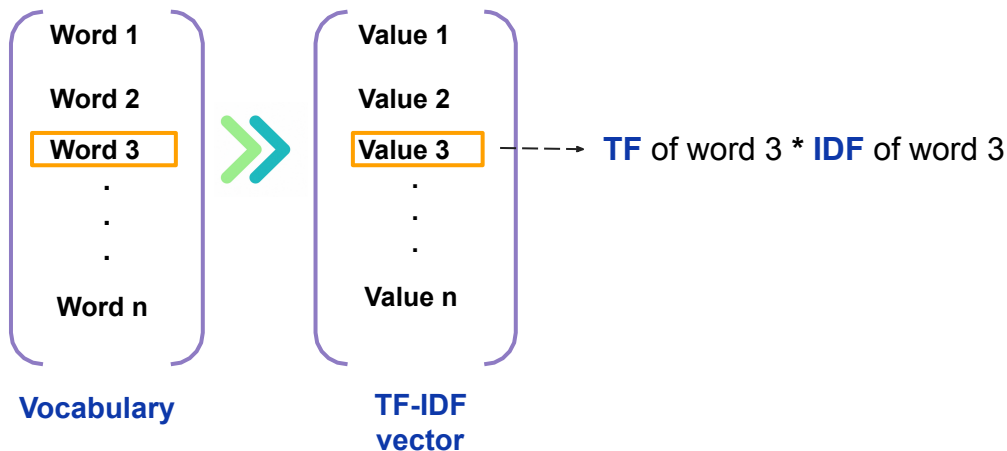 Word 1
Word 2
Word 3
.
.
.
Word n
Vocabulary
Value 1
Value 2
Value 3
.
.
.
Value n
TF-IDF
vector
TF of word 3 * IDF of word 3